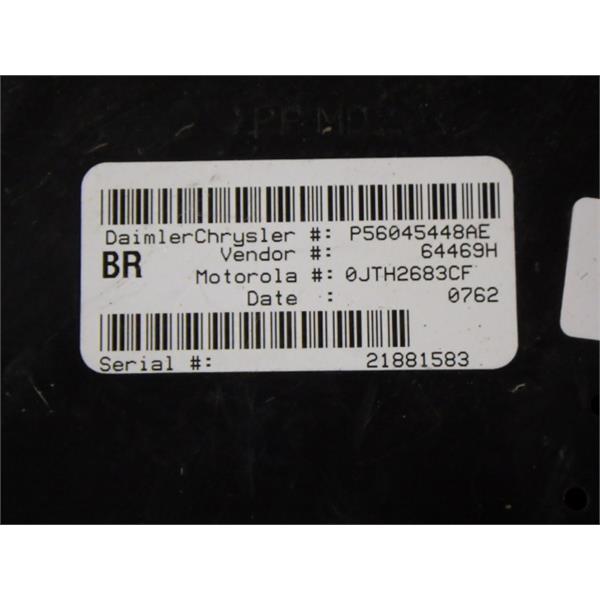 DaimlerChrysler #: P56045448AE
Vendor #: 64469H
BR
Motorola #: 0JTH2683CF
Date : 0762
Serial #: 21881583